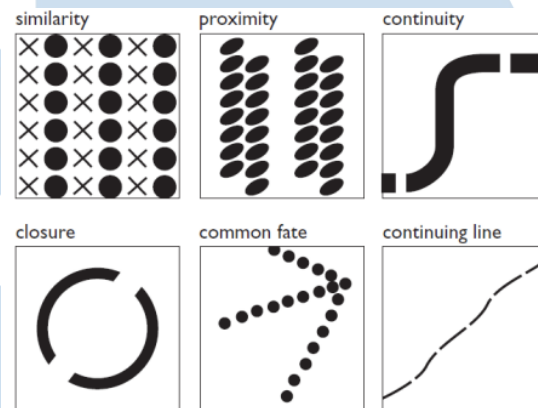 similarity
proximity
continuity
closure
common fate
continuing line